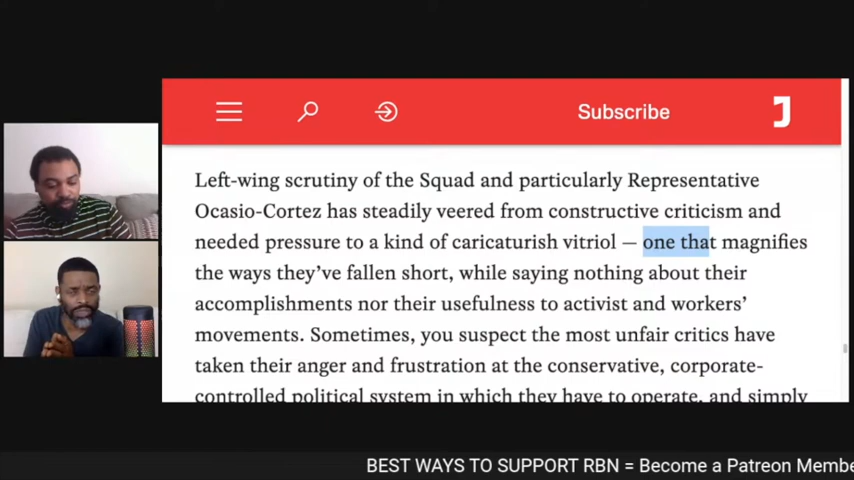 Subscribe
Left-wing scrutiny of the Squad and particularly Representative
Ocasio-Cortez has steadily veered from constructive criticism and
needed pressure to a kind of caricaturish vitriol — one that magnifies
the ways they’ve fallen short, while saying nothing about their
accomplishments nor their usefulness to activist and workers’
movements. Sometimes, you suspect the most unfair critics have
taken their anger and frustration at the conservative, corporate-
controlled political system in which they have to operate, and simply
BEST WAYS TO SUPPORT RBN = Become a Patreon Membe